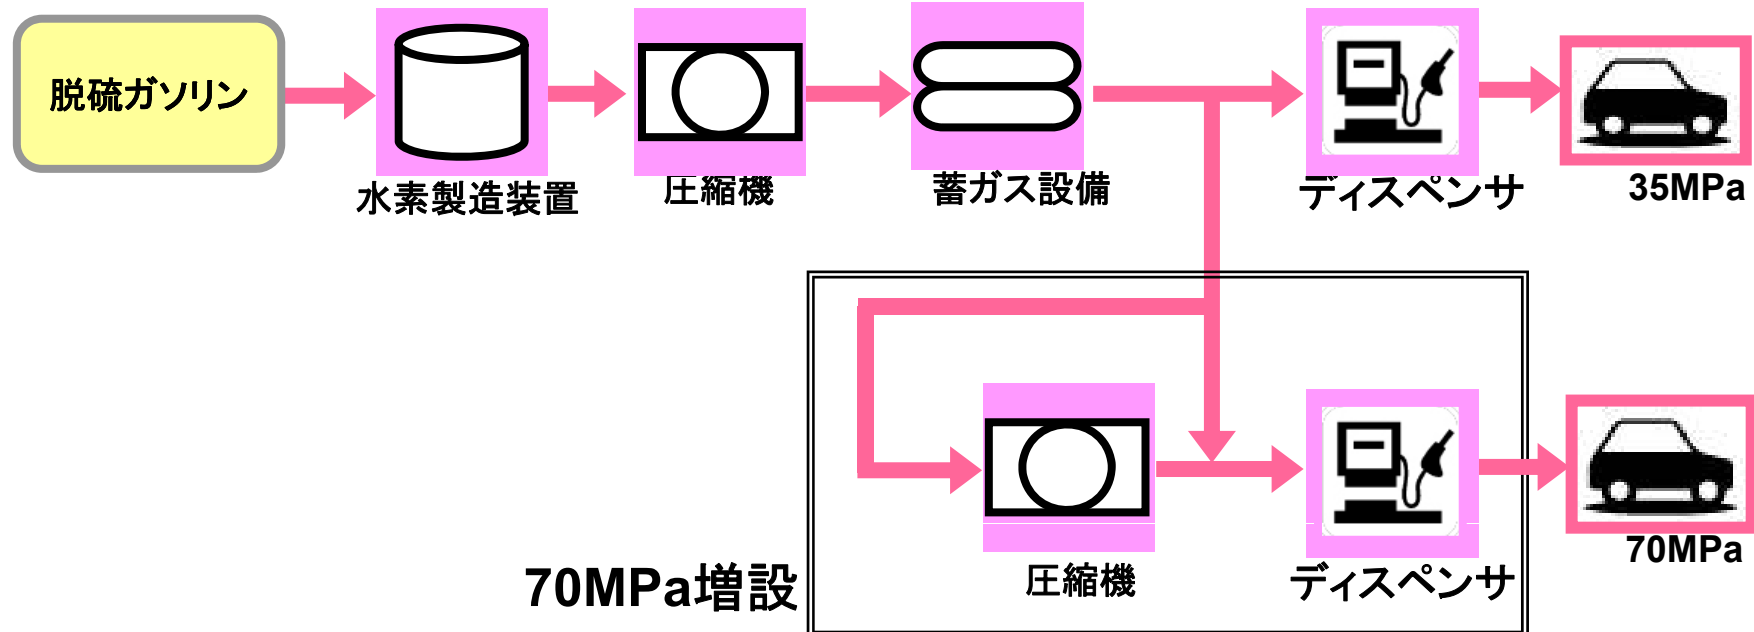 脱硫ガソリン
水素製造装置
圧縮機
蓄ガス設備
ディスペンサ
35MPa
70MPa増設
圧縮機
ディスペンサ
70MPa